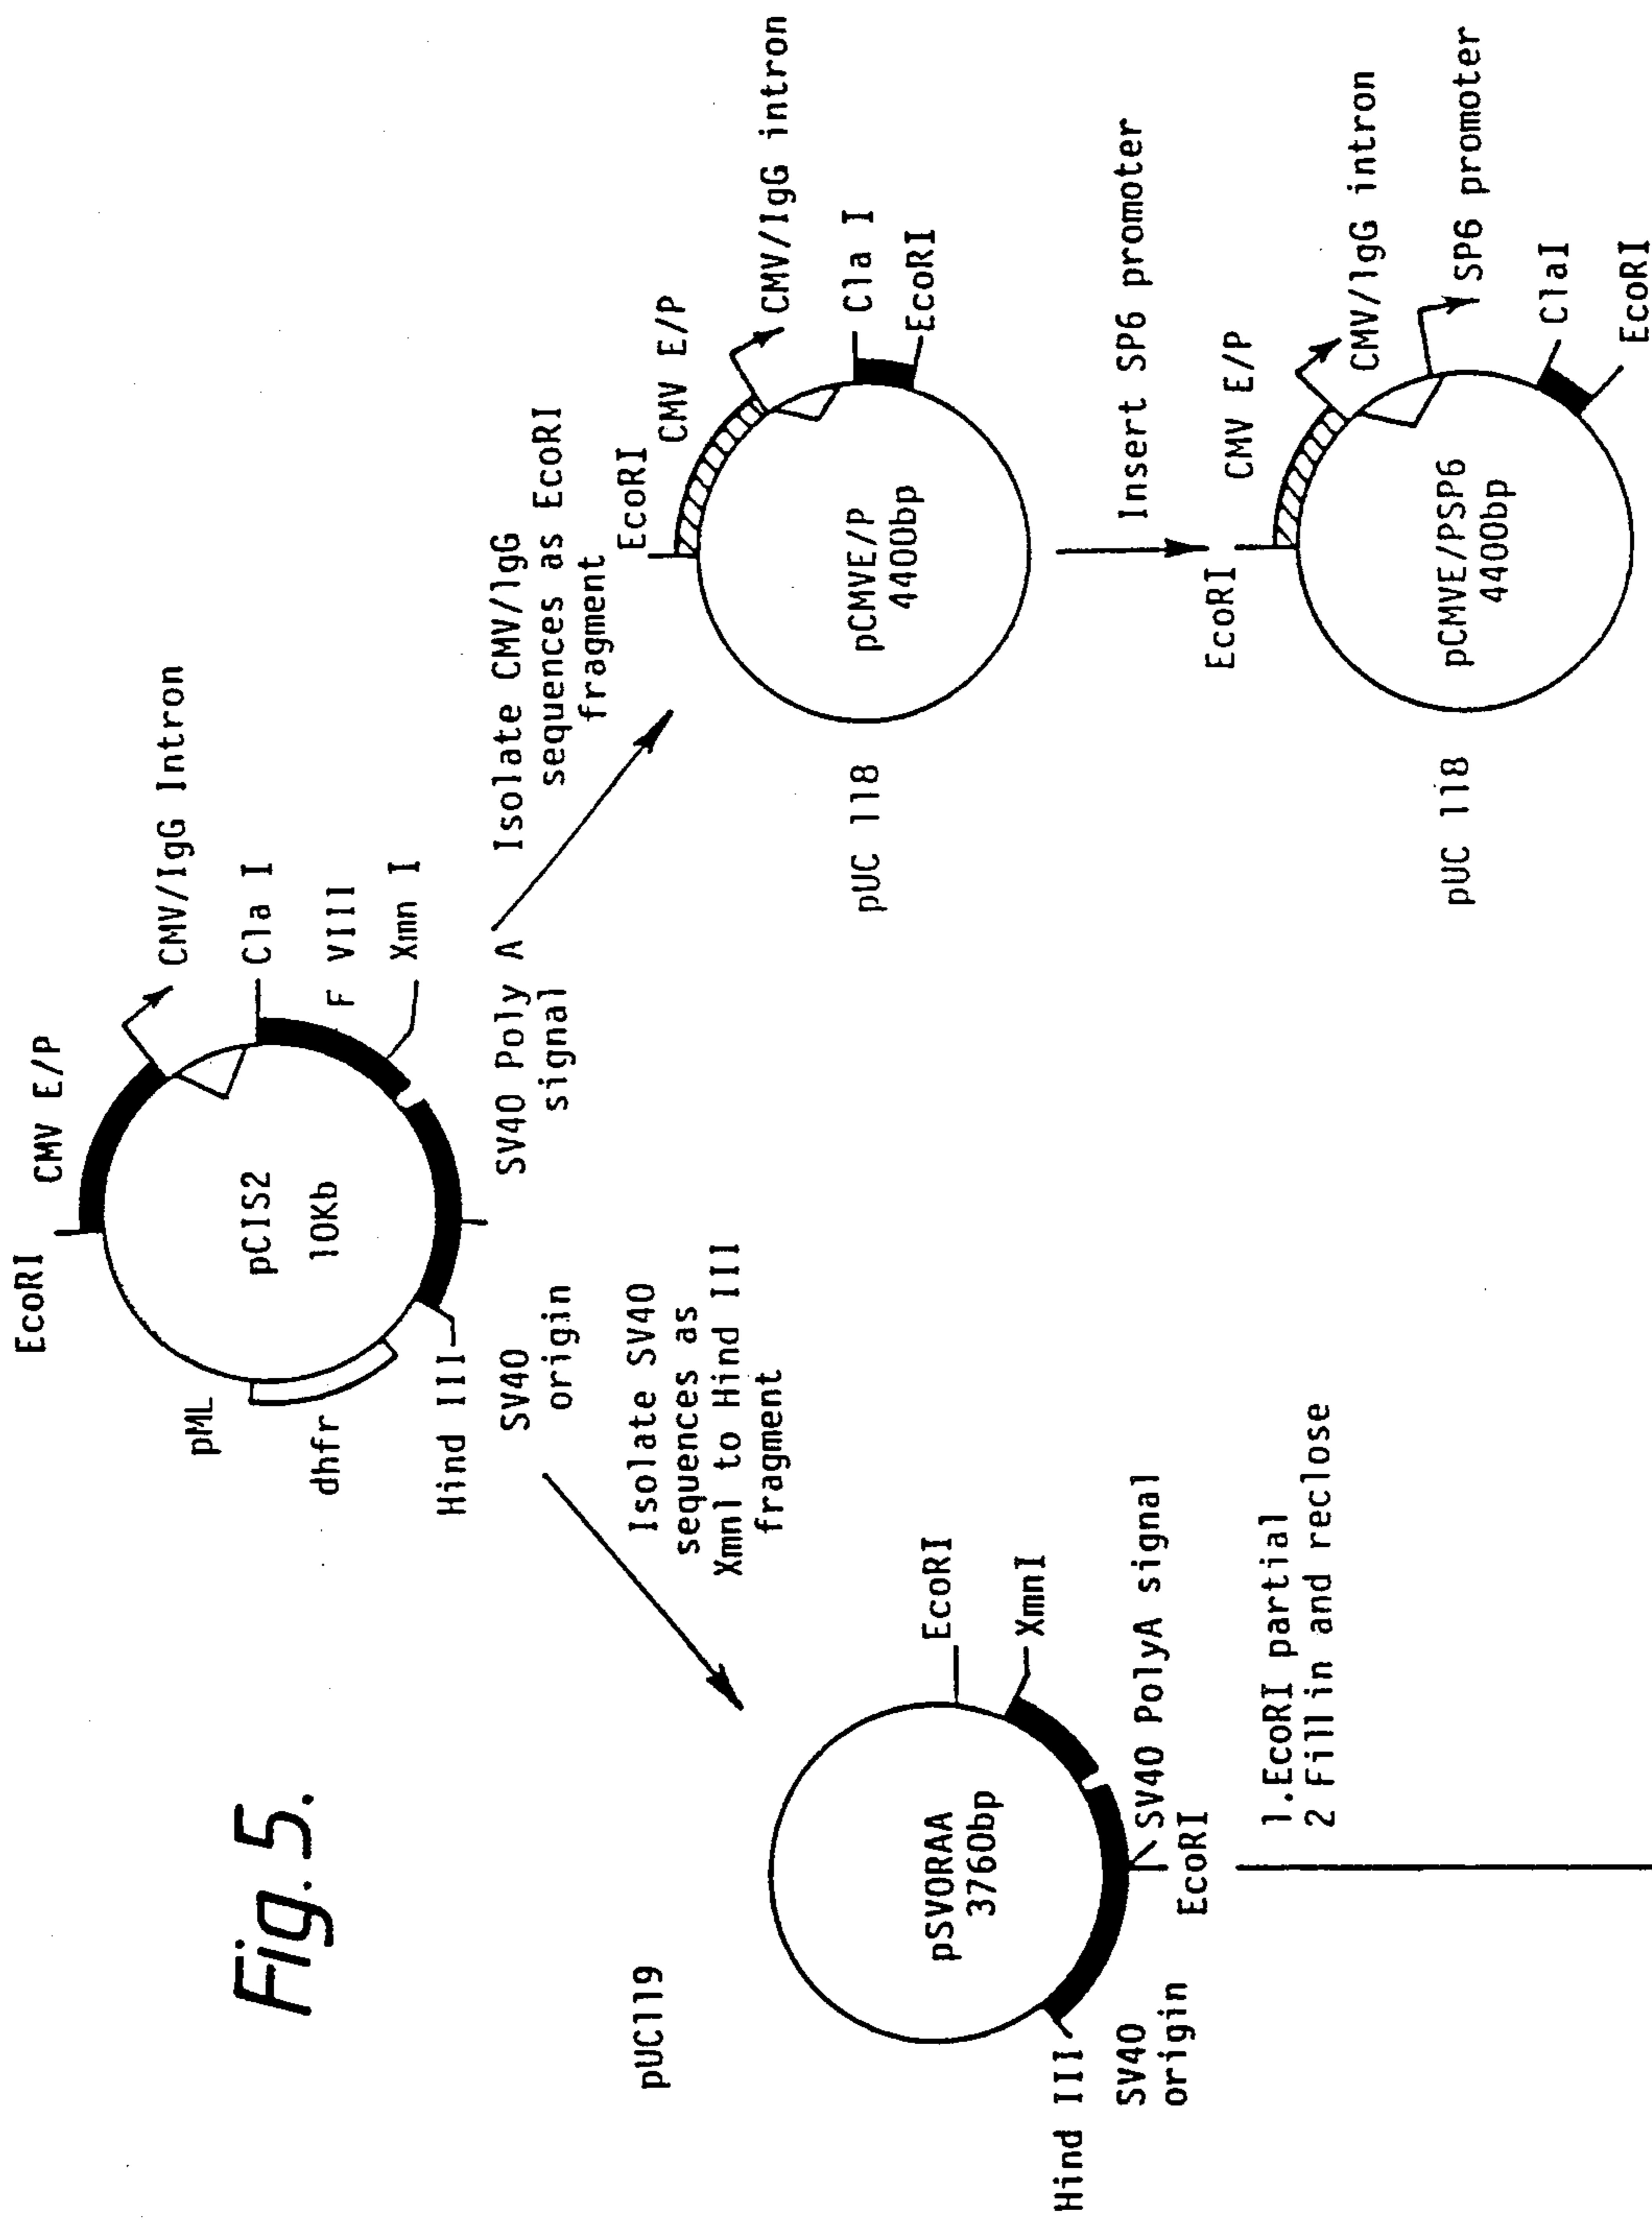 Fig. 5.
EcoRI
CMV E/P
CMV/IgG Intron
Cla I
F VIII
Xmn I
pML
dhfr
pCIS2
10Kb
Hind III
SV40
origin
SV40 Poly A
signal
Isolate SV40
sequences as
Xmn1 to Hind III
fragment
Isolate CMV/1gG
sequences as EcoRI
fragment
pUC119
EcoRI
XmnI
pSVORAA
3760bp
SV40 PolyA signal
EcoRI
Hind III
SV40
origin
1.EcoRI partial
2 Fill in and reclose
EcoRI
CMV E/P
CMV/IgG intron
Cla I
EcoRI
pCMVE/P
4400bp
pUC 118
Insert SP6 promoter
EcoRI
CMV E/P
CMV/1gG intron
SP6 promoter
ClaI
EcoRI
pCMVE/PSP6
4400bp
pUC 118